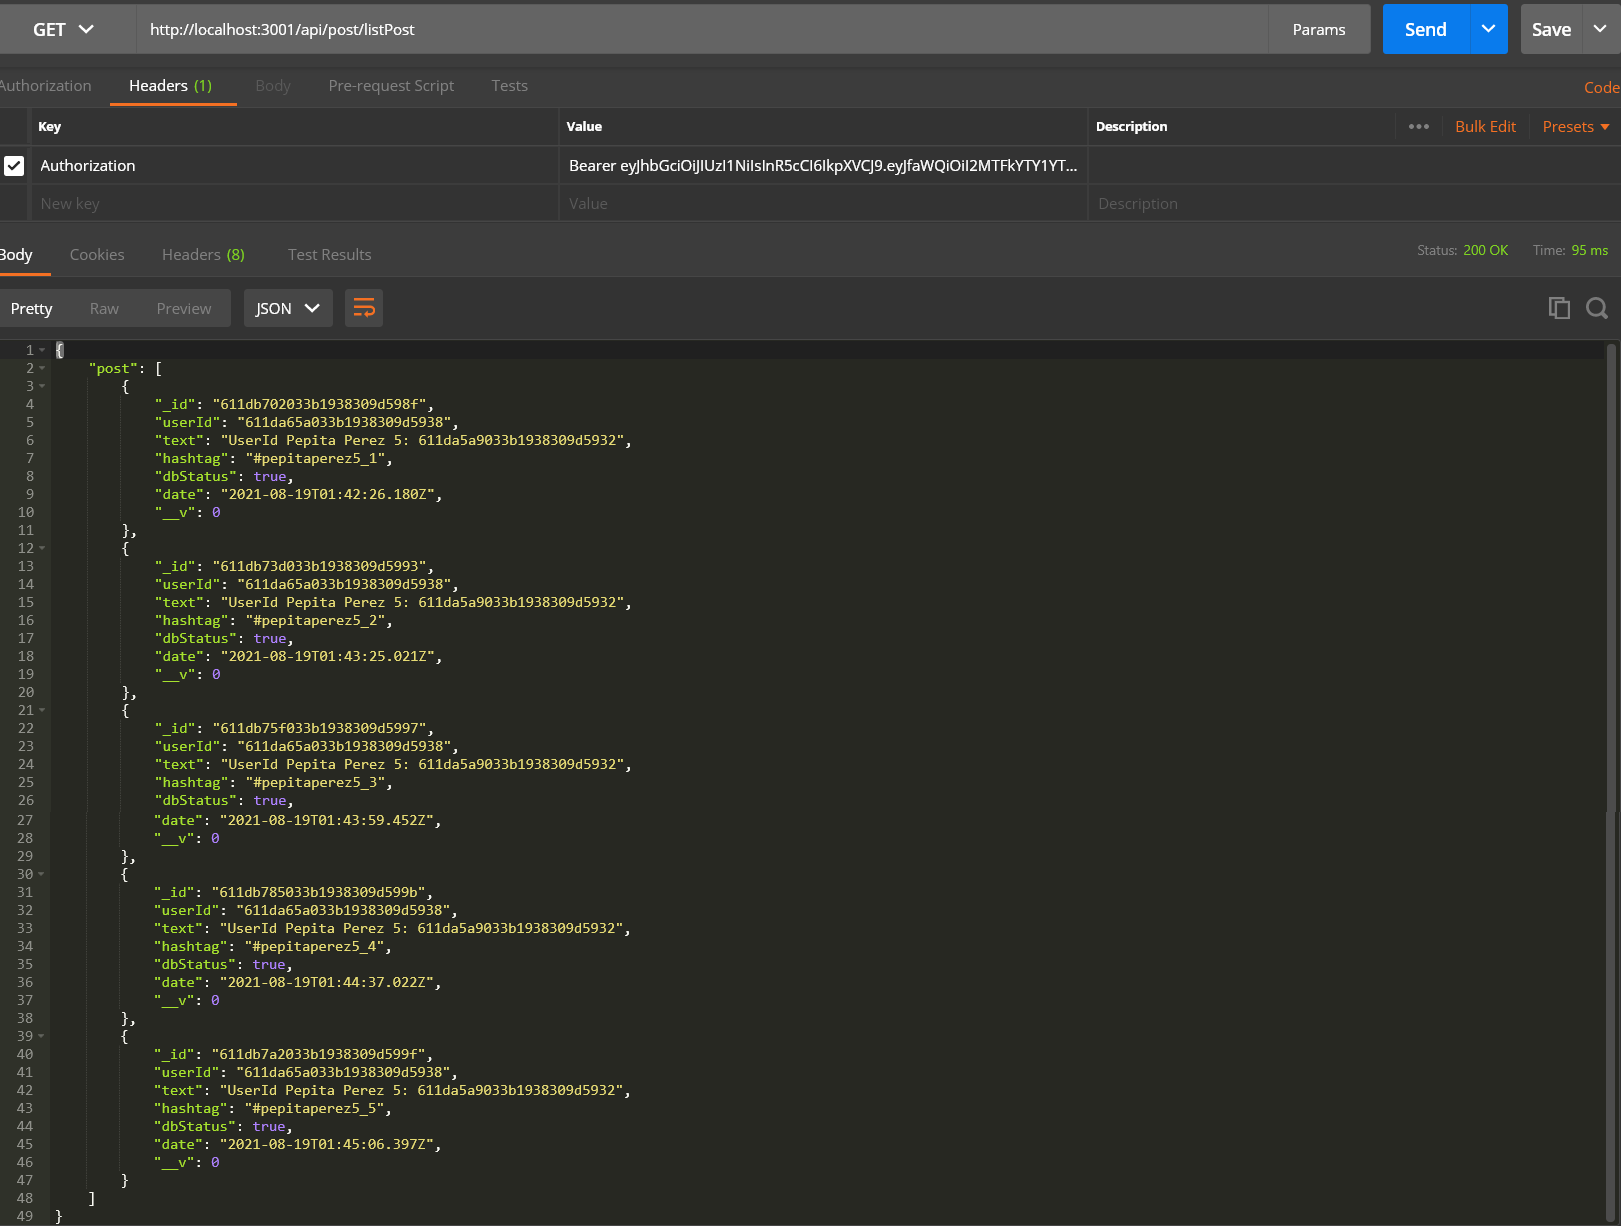 GET http://localhost:3001/api/post/listPost Params Send Save
Authorization Headers (1) Body Pre-request Script Tests Code
Key Value Description ••• Bulk Edit Presets
Authorization Bearer eyJhbGciOiJIUzI1NiIsInR5cCI6IkpXVCJ9.eyJfaWQiOiI2MTFkYTY1YT...
New key Value Description
Body Cookies Headers (8) Test Results Status: 200 OK Time: 95 ms
Pretty Raw Preview JSON
1 {
2 "post": [
3 {
4 "_id": "611db702033b1938309d598f",
5 "userId": "611da65a033b1938309d5938",
6 "text": "UserId Pepita Perez 5: 611da5a9033b1938309d5932",
7 "hashtag": "#pepitaperez5_1",
8 "dbStatus": true,
9 "date": "2021-08-19T01:42:26.180Z",
10 "__v": 0
11 },
12 {
13 "_id": "611db73d033b1938309d5993",
14 "userId": "611da65a033b1938309d5938",
15 "text": "UserId Pepita Perez 5: 611da5a9033b1938309d5932",
16 "hashtag": "#pepitaperez5_2",
17 "dbStatus": true,
18 "date": "2021-08-19T01:43:25.021Z",
19 "__v": 0
20 },
21 {
22 "_id": "611db75f033b1938309d5997",
23 "userId": "611da65a033b1938309d5938",
24 "text": "UserId Pepita Perez 5: 611da5a9033b1938309d5932",
25 "hashtag": "#pepitaperez5_3",
26 "dbStatus": true,
27 "date": "2021-08-19T01:43:59.452Z",
28 "__v": 0
29 },
30 {
31 "_id": "611db785033b1938309d599b",
32 "userId": "611da65a033b1938309d5938",
33 "text": "UserId Pepita Perez 5: 611da5a9033b1938309d5932",
34 "hashtag": "#pepitaperez5_4",
35 "dbStatus": true,
36 "date": "2021-08-19T01:44:37.022Z",
37 "__v": 0
38 },
39 {
40 "_id": "611db7a2033b1938309d599f",
41 "userId": "611da65a033b1938309d5938",
42 "text": "UserId Pepita Perez 5: 611da5a9033b1938309d5932",
43 "hashtag": "#pepitaperez5_5",
44 "dbStatus": true,
45 "date": "2021-08-19T01:45:06.397Z",
46 "__v": 0
47 }
48 ]
49 }